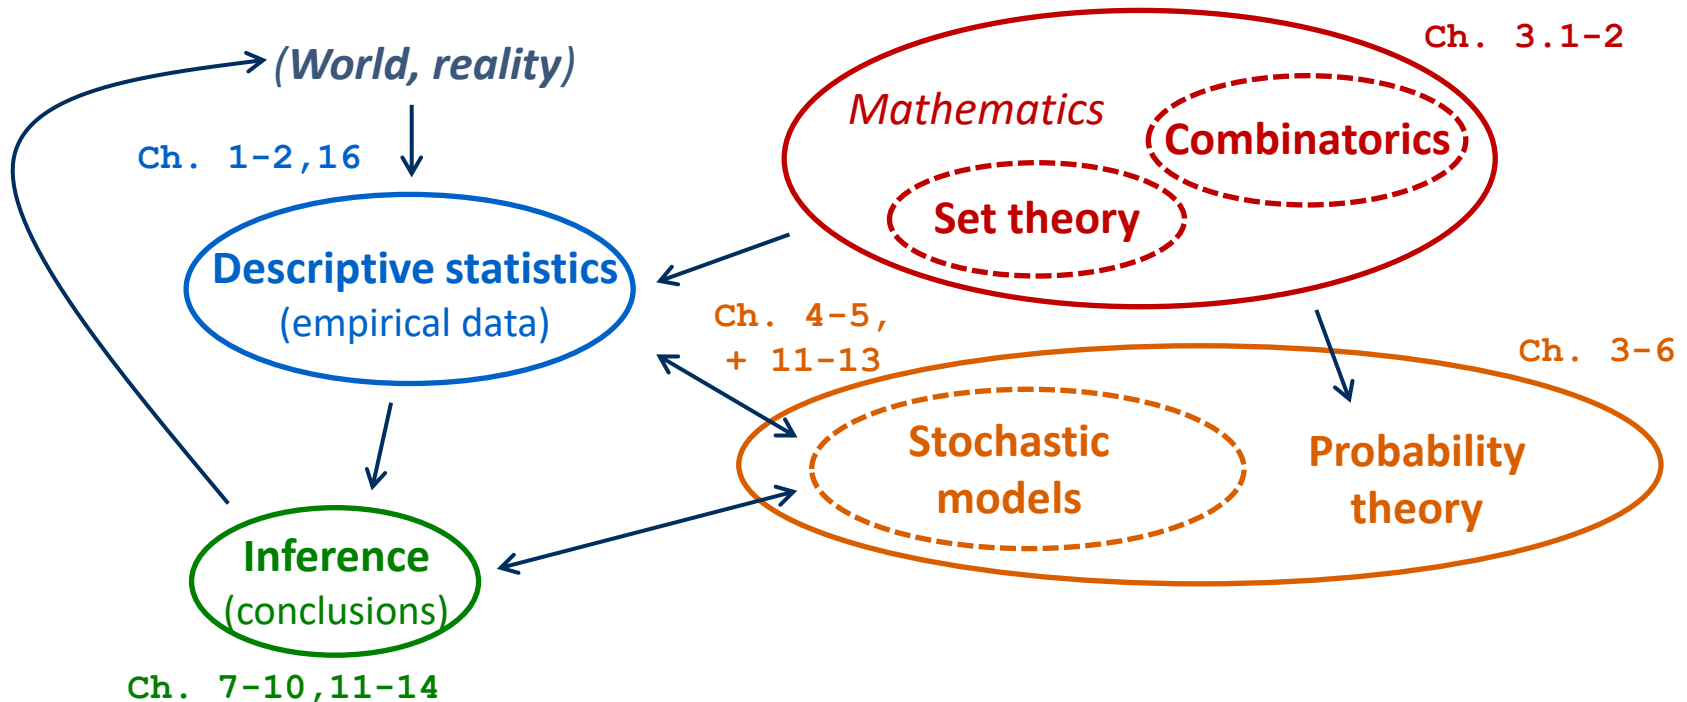 (World, reality)
Ch. 1-2,16
Descriptive statistics
(empirical data)
Inference
(conclusions)
Ch. 7-10,11-14
Ch. 3.1-2
Mathematics
Combinatorics
Set theory
Ch. 4-5,
+ 11-13
Ch. 3-6
Stochastic
models
Probability
theory